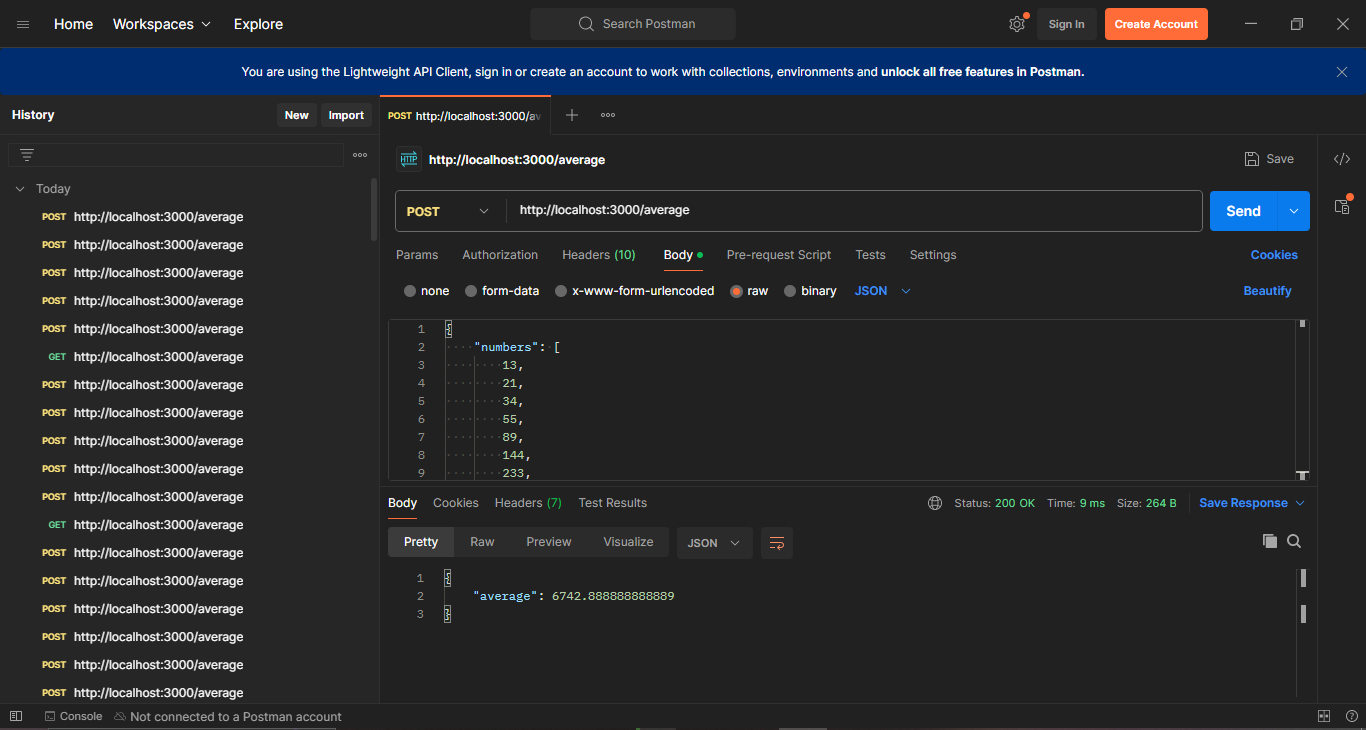 Home Workspaces Explore Search Postman Sign In Create Account
You are using the Lightweight API Client, sign in or create an account to work with collections, environments and unlock all free features in Postman.
History New Import
POST http://localhost:3000/av
HTTP http://localhost:3000/average Save
Today
POST http://localhost:3000/average
POST http://localhost:3000/average
POST http://localhost:3000/average
POST http://localhost:3000/average
POST http://localhost:3000/average
GET http://localhost:3000/average
POST http://localhost:3000/average
POST http://localhost:3000/average
POST http://localhost:3000/average
POST http://localhost:3000/average
POST http://localhost:3000/average
GET http://localhost:3000/average
POST http://localhost:3000/average
POST http://localhost:3000/average
POST http://localhost:3000/average
POST http://localhost:3000/average
POST http://localhost:3000/average
POST http://localhost:3000/average
POST http://localhost:3000/average Send
Params Authorization Headers (10) Body Pre-request Script Tests Settings Cookies
none form-data x-www-form-urlencoded raw binary JSON Beautify
1 {
2 "numbers": [
3 13,
4 21,
5 34,
6 55,
7 89,
8 144,
9 233,
Body Cookies Headers (7) Test Results Status: 200 OK Time: 9 ms Size: 264 B Save Response
Pretty Raw Preview Visualize JSON
1 {
2 "average": 6742.888888888889
3 }
Console Not connected to a Postman account